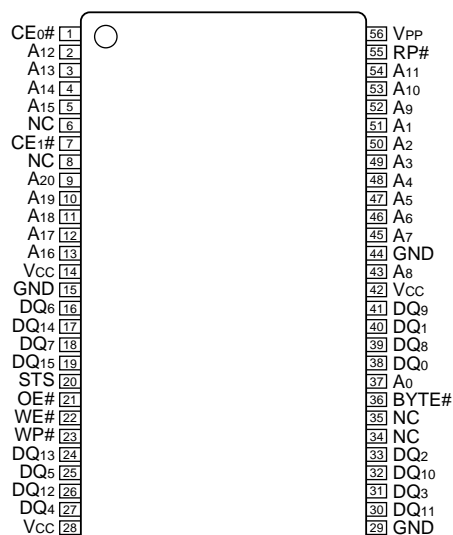 CE0# 1 56 VPP
A12 2 55 RP#
A13 3 54 A11
A14 4 53 A10
A15 5 52 A9
NC 6 51 A1
CE1# 7 50 A2
NC 8 49 A3
A20 9 48 A4
A19 10 47 A5
A18 11 46 A6
A17 12 45 A7
A16 13 44 GND
VCC 14 43 A8
GND 15 42 VCC
DQ6 16 41 DQ9
DQ14 17 40 DQ1
DQ7 18 39 DQ8
DQ15 19 38 DQ0
STS 20 37 A0
OE# 21 36 BYTE#
WE# 22 35 NC
WP# 23 34 NC
DQ13 24 33 DQ2
DQ5 25 32 DQ10
DQ12 26 31 DQ3
DQ4 27 30 DQ11
VCC 28 29 GND